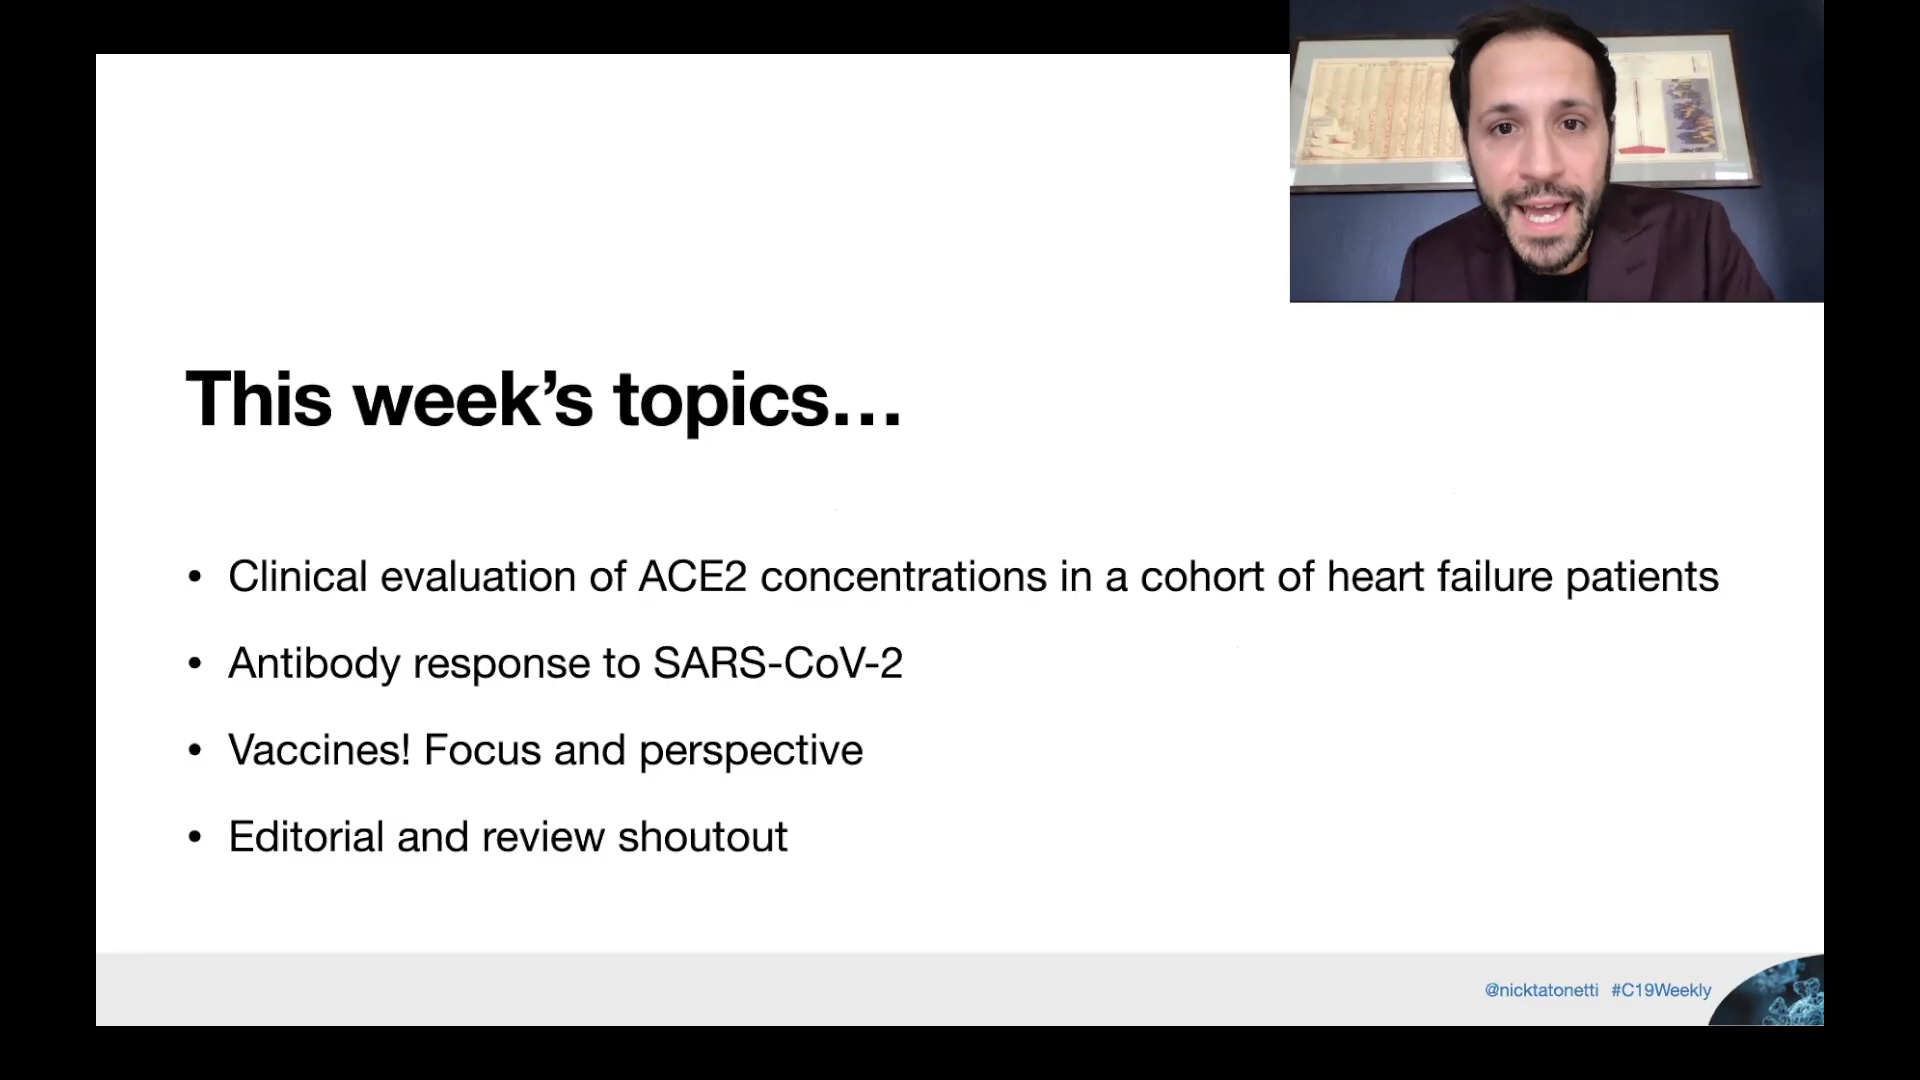 This week’s topics…
• Clinical evaluation of ACE2 concentrations in a cohort of heart failure patients
• Antibody response to SARS-CoV-2
• Vaccines! Focus and perspective
• Editorial and review shoutout
@nicktatonetti #C19Weekly